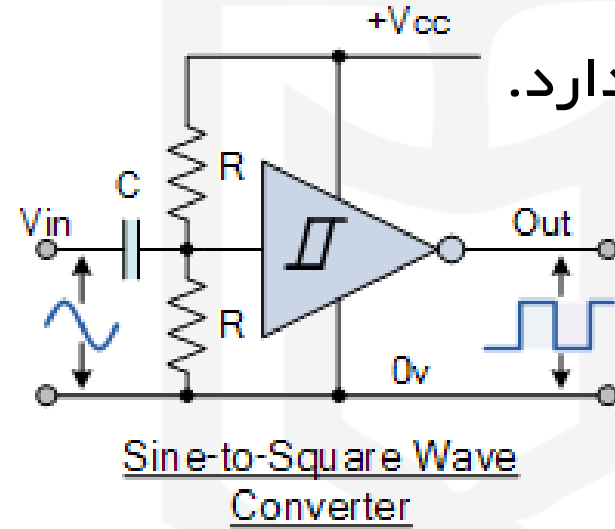 +Vcc
دارد.
R
C
Vin
Out
R
0v
Sine-to-Square Wave
Converter